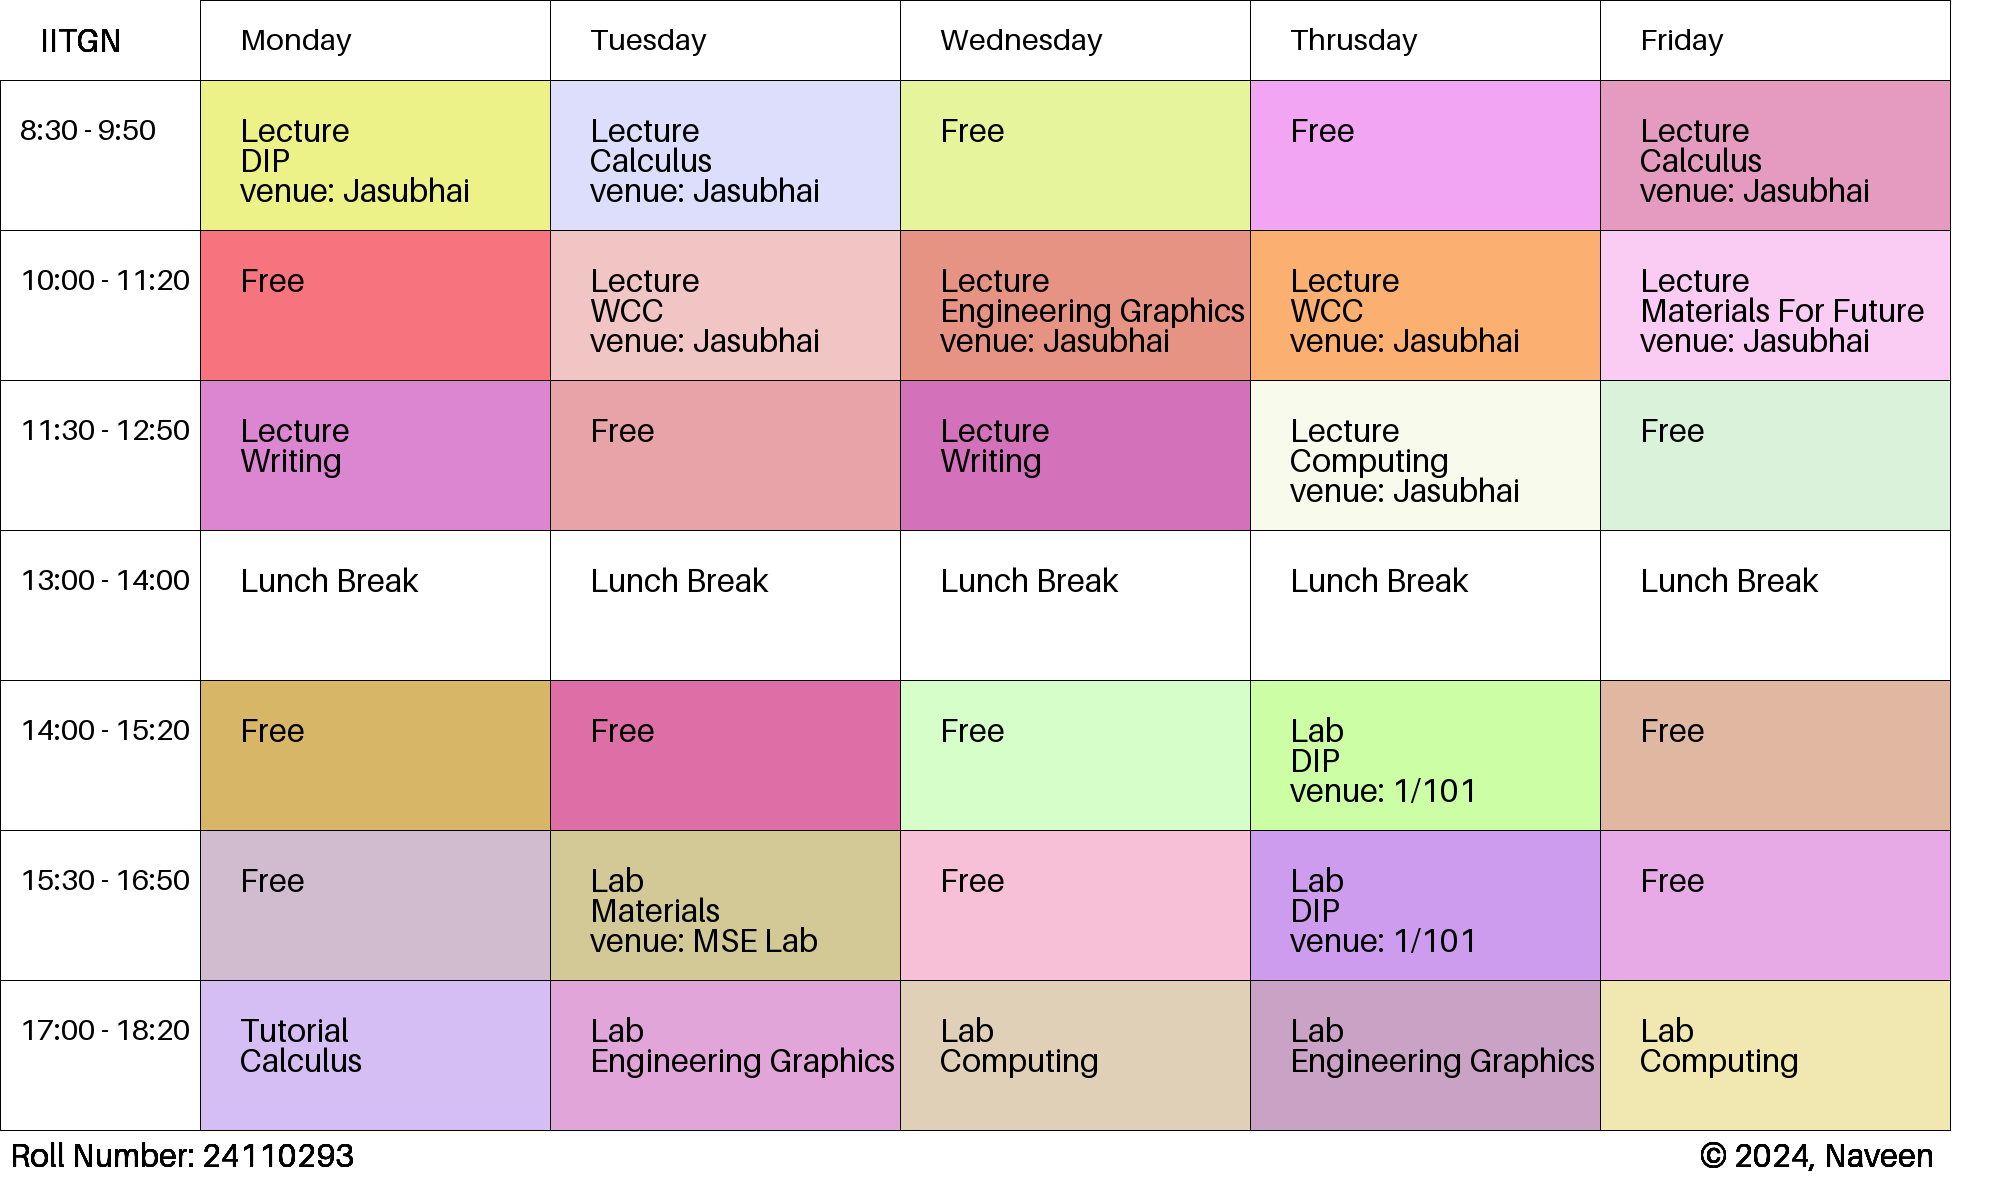 IITGN Monday Tuesday Wednesday Thrusday Friday
8:30 - 9:50
Lecture
DIP
venue: Jasubhai
Lecture
Calculus
venue: Jasubhai
Free
Free
Lecture
Calculus
venue: Jasubhai
10:00 - 11:20
Free
Lecture
WCC
venue: Jasubhai
Lecture
Engineering Graphics
venue: Jasubhai
Lecture
WCC
venue: Jasubhai
Lecture
Materials For Future
venue: Jasubhai
11:30 - 12:50
Lecture
Writing
Free
Lecture
Writing
Lecture
Computing
venue: Jasubhai
Free
13:00 - 14:00
Lunch Break
Lunch Break
Lunch Break
Lunch Break
Lunch Break
14:00 - 15:20
Free
Free
Free
Lab
DIP
venue: 1/101
Free
15:30 - 16:50
Free
Lab
Materials
venue: MSE Lab
Free
Lab
DIP
venue: 1/101
Free
17:00 - 18:20
Tutorial
Calculus
Lab
Engineering Graphics
Lab
Computing
Lab
Engineering Graphics
Lab
Computing
Roll Number: 24110293
© 2024, Naveen